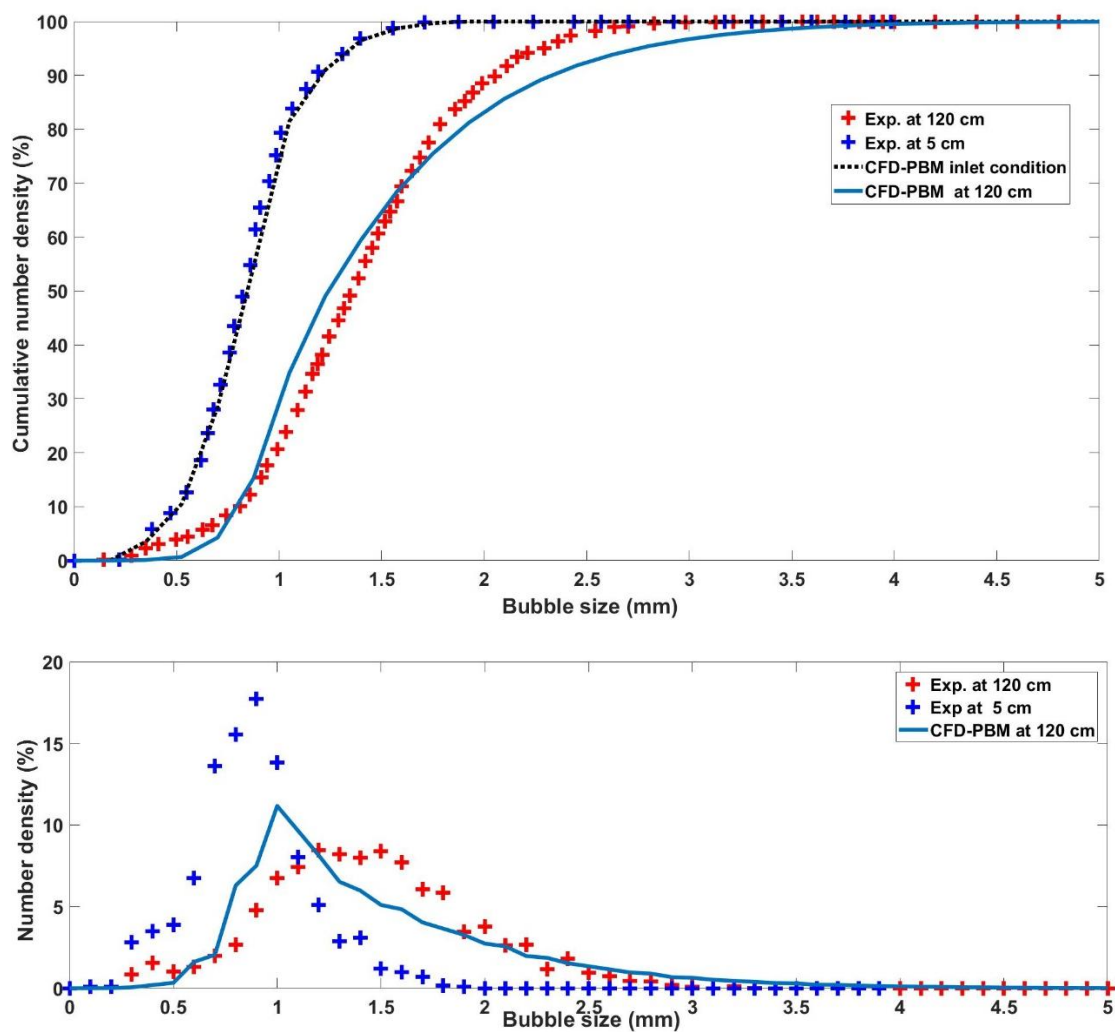 100
90
80
70
60
50
40
30
20
10
0
Cumulative number density (%)
Exp. at 120 cm
Exp. at 5 cm
CFD-PBM inlet condition
CFD-PBM at 120 cm
0 0.5 1 1.5 2 2.5 3 3.5 4 4.5 5
Bubble size (mm)
20
15
10
5
0
Number density (%)
Exp. at 120 cm
Exp at 5 cm
CFD-PBM at 120 cm
0 0.5 1 1.5 2 2.5 3 3.5 4 4.5 5
Bubble size (mm)